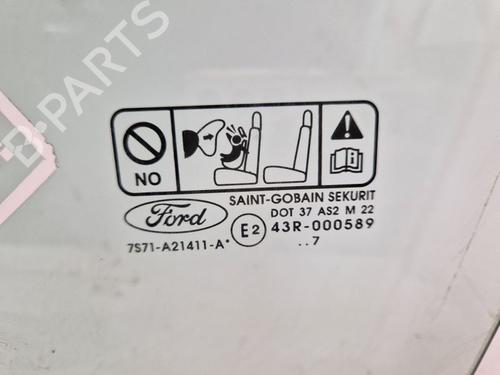 NO
SAINT-GOBAIN SEKURIT
DOT 37 AS2 M 22
Ford
E2
43R-000589
7S71-A21411-A*
..7
B-PARTS